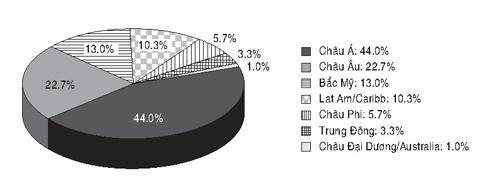 5.7%
13.0%
10.3%
3.3%
1.0%
22.7%
44.0%
Châu Á: 44.0%
Châu Âu: 22.7%
Bắc Mỹ: 13.0%
Lat Am/Caribb: 10.3%
Châu Phi: 5.7%
Trung Đông: 3.3%
Châu Đại Dương/Australia: 1.0%